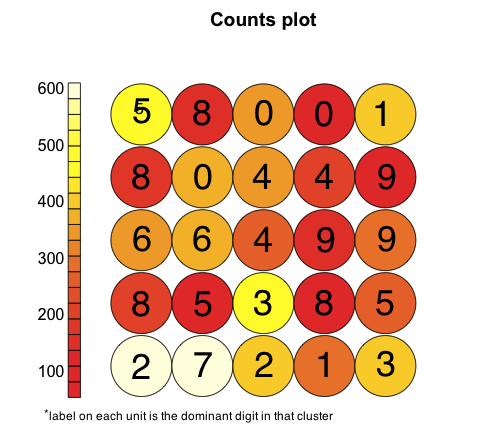 Counts plot
600
500
400
300
200
100
5 8 0 0 1
8 0 4 4 9
6 6 4 9 9
8 5 3 8 5
2 7 2 1 3
*label on each unit is the dominant digit in that cluster